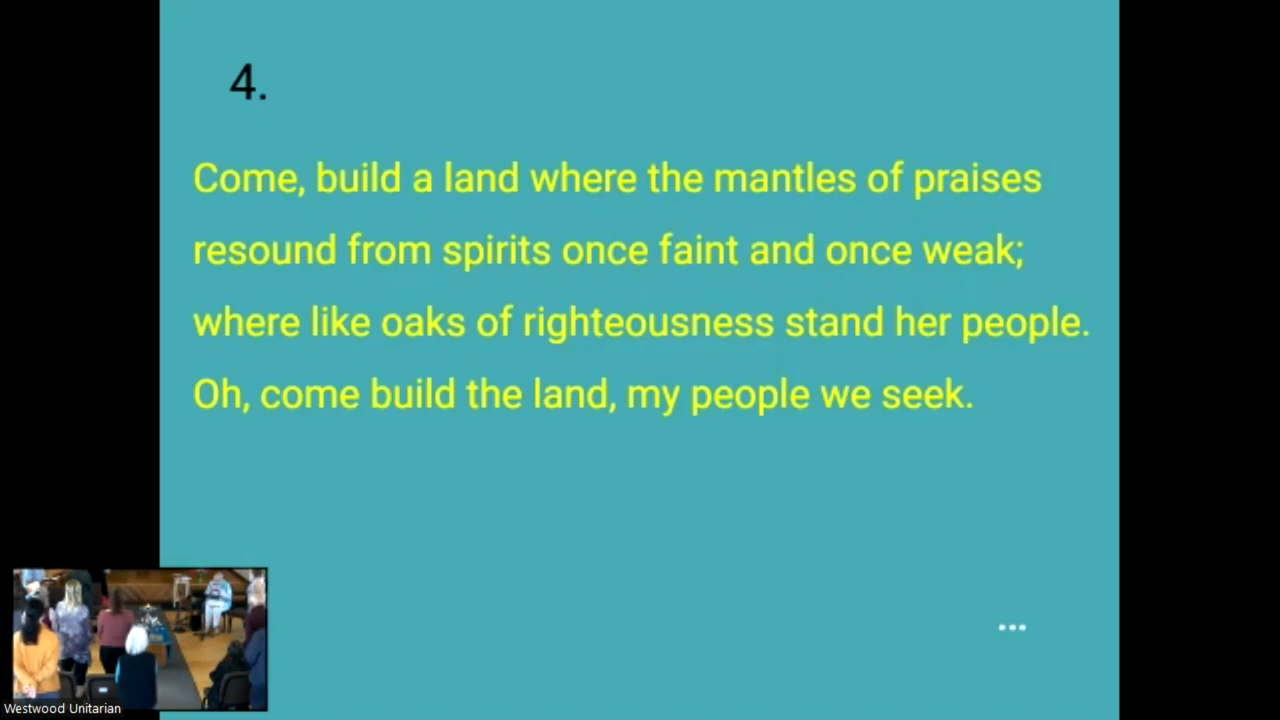 4.
Come, build a land where the mantles of praises
resound from spirits once faint and once weak;
where like oaks of righteousness stand her people.
Oh, come build the land, my people we seek.
...
Westwood Unitarian